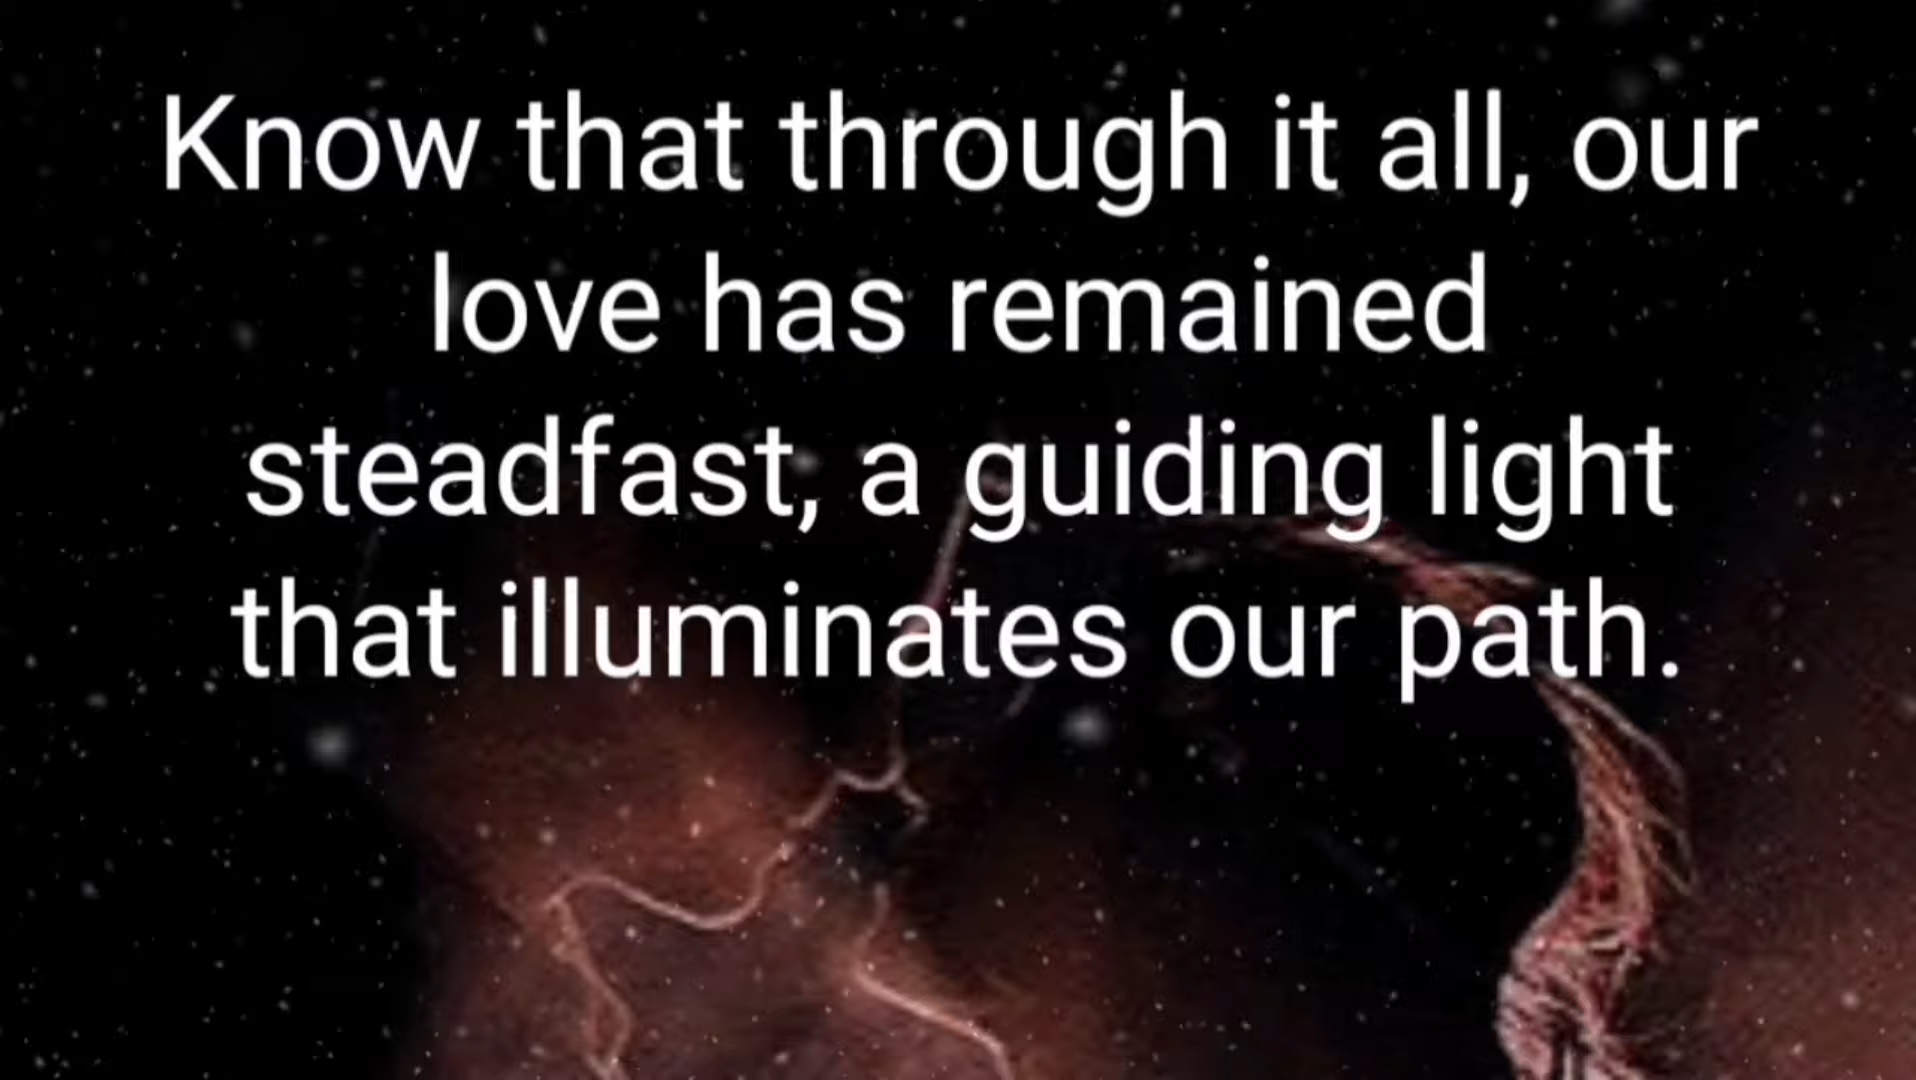 Know that through it all, our
love has remained
steadfast, a guiding light
that illuminates our path.